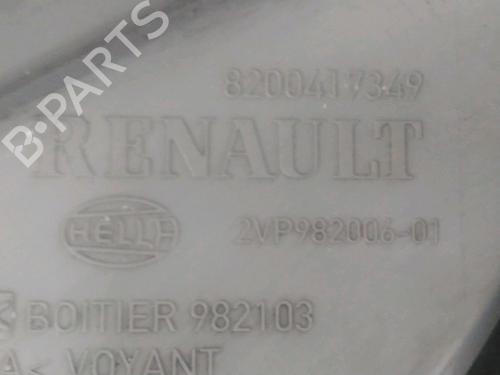 B-PARTS
8200417349
RENAULT
HELLA 2VP982006-01
BOITIER 982103
A< VOYANT